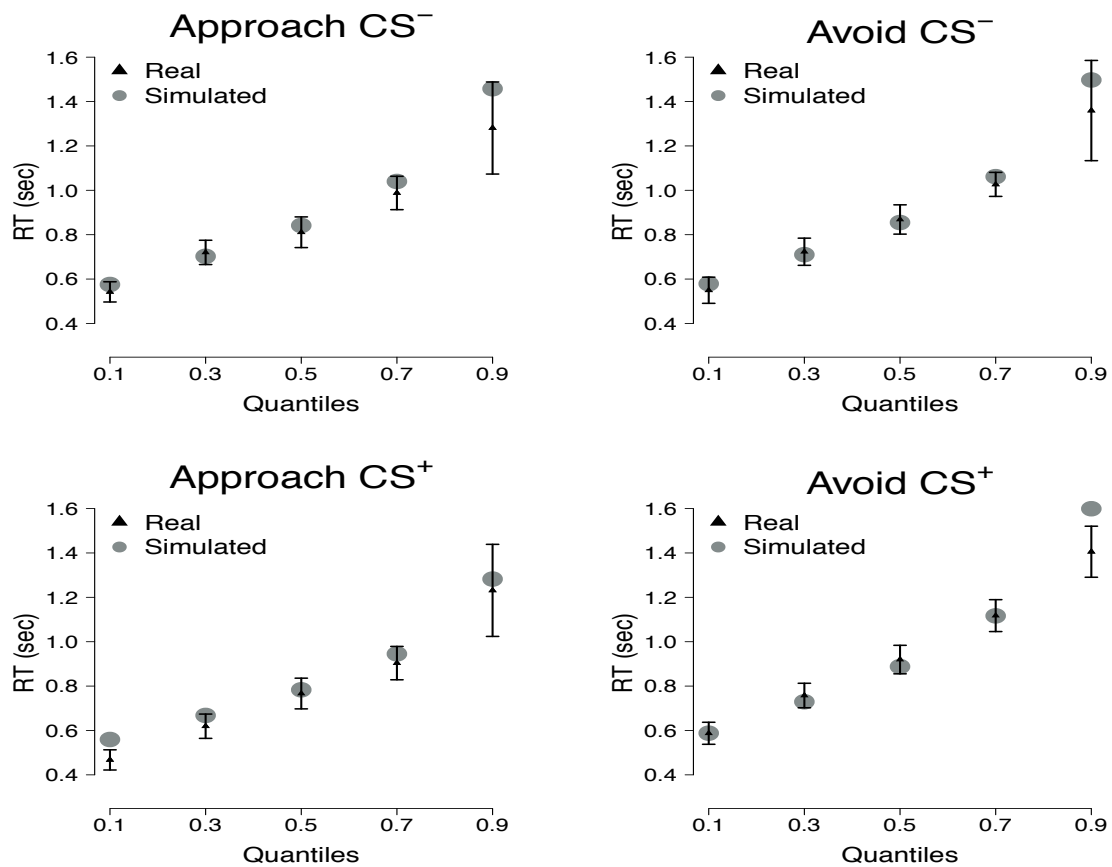 Approach CS⁻
1.6
1.4
1.2
1.0
0.8
0.6
0.4
RT (sec)
Real
Simulated
0.1 0.3 0.5 0.7 0.9
Quantiles
Avoid CS⁻
1.6
1.4
1.2
1.0
0.8
0.6
0.4
RT (sec)
Real
Simulated
0.1 0.3 0.5 0.7 0.9
Quantiles
Approach CS⁺
1.6
1.4
1.2
1.0
0.8
0.6
0.4
RT (sec)
Real
Simulated
0.1 0.3 0.5 0.7 0.9
Quantiles
Avoid CS⁺
1.6
1.4
1.2
1.0
0.8
0.6
0.4
RT (sec)
Real
Simulated
0.1 0.3 0.5 0.7 0.9
Quantiles